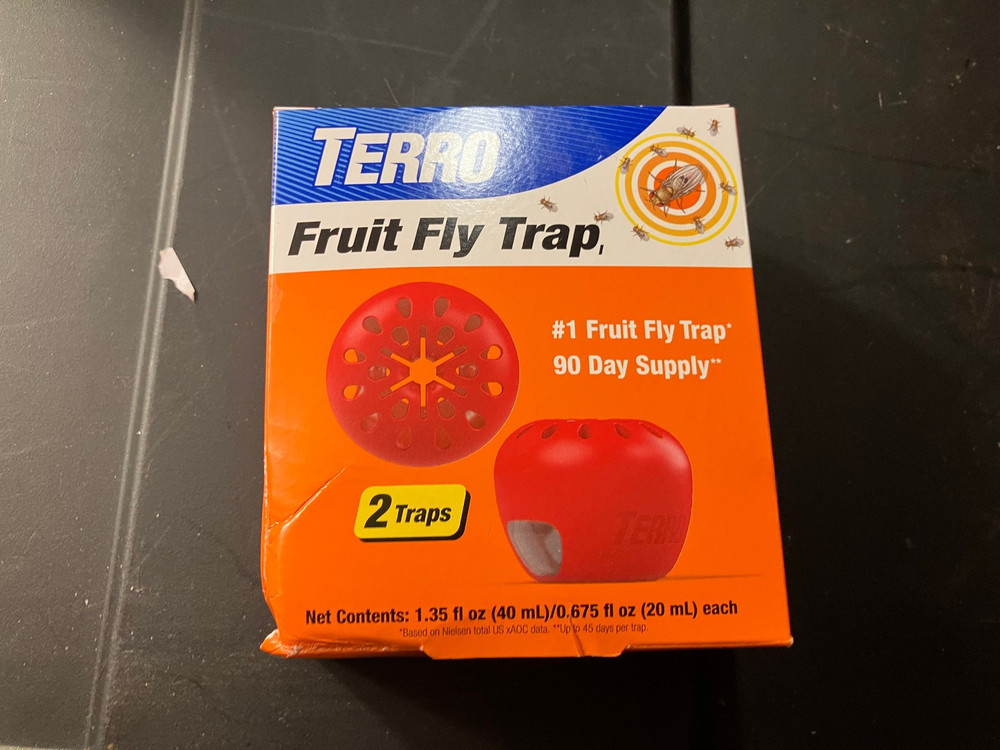 TERRO
Fruit Fly Trap
#1 Fruit Fly Trap*
90 Day Supply**
2 Traps
TERRO
Net Contents: 1.35 fl oz (40 mL)/0.675 fl oz (20 mL) each
*Based on Nielsen total US xAOC data. **Up to 45 days per trap.